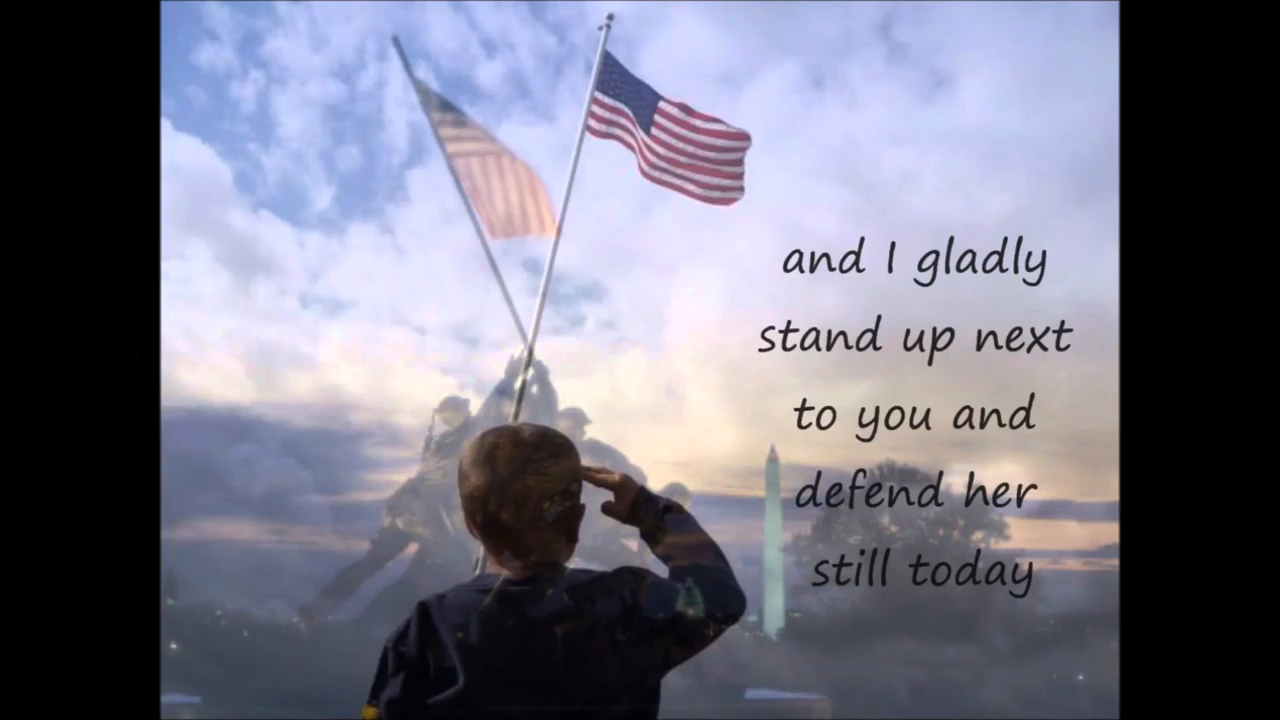 and I gladly
stand up next
to you and
defend her
still today